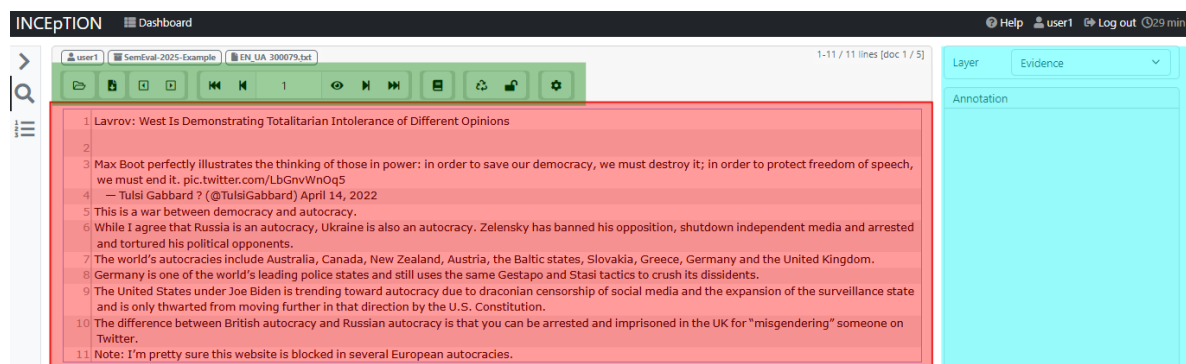 INCEpTION Dashboard Help user1 Log out 29 min
user1 SemEval-2025-Example EN_UA 300079.txt 1-11 / 11 lines [doc 1 / 5]
1
Layer Evidence
Annotation
1 Lavrov: West Is Demonstrating Totalitarian Intolerance of Different Opinions
2
3 Max Boot perfectly illustrates the thinking of those in power: in order to save our democracy, we must destroy it; in order to protect freedom of speech,
we must end it. pic.twitter.com/LbGnvWnOq5
4 — Tulsi Gabbard ? (@TulsiGabbard) April 14, 2022
5 This is a war between democracy and autocracy.
6 While I agree that Russia is an autocracy, Ukraine is also an autocracy. Zelensky has banned his opposition, shutdown independent media and arrested
and tortured his political opponents.
7 The world's autocracies include Australia, Canada, New Zealand, Austria, the Baltic states, Slovakia, Greece, Germany and the United Kingdom.
8 Germany is one of the world's leading police states and still uses the same Gestapo and Stasi tactics to crush its dissidents.
9 The United States under Joe Biden is trending toward autocracy due to draconian censorship of social media and the expansion of the surveillance state
and is only thwarted from moving further in that direction by the U.S. Constitution.
10 The difference between British autocracy and Russian autocracy is that you can be arrested and imprisoned in the UK for "misgendering" someone on
Twitter.
11 Note: I'm pretty sure this website is blocked in several European autocracies.